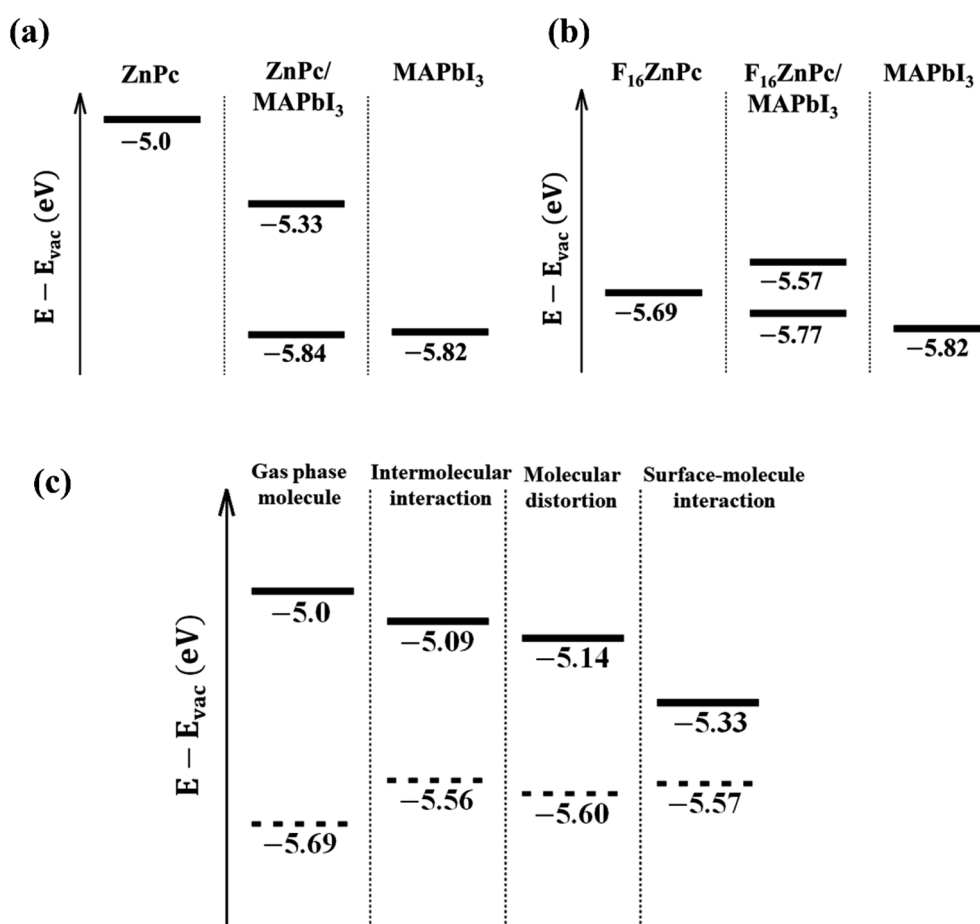 (a)
ZnPc
ZnPc/
MAPbI₃
MAPbI₃
E − Eᵥₐc (eV)
−5.0
−5.33
−5.84
−5.82
(b)
F₁₆ZnPc
F₁₆ZnPc/
MAPbI₃
MAPbI₃
E − Eᵥₐc (eV)
−5.69
−5.57
−5.77
−5.82
(c)
Gas phase
molecule
Intermolecular
interaction
Molecular
distortion
Surface-molecule
interaction
E − Eᵥₐc (eV)
−5.0
−5.09
−5.14
−5.33
−5.69
−5.56
−5.60
−5.57